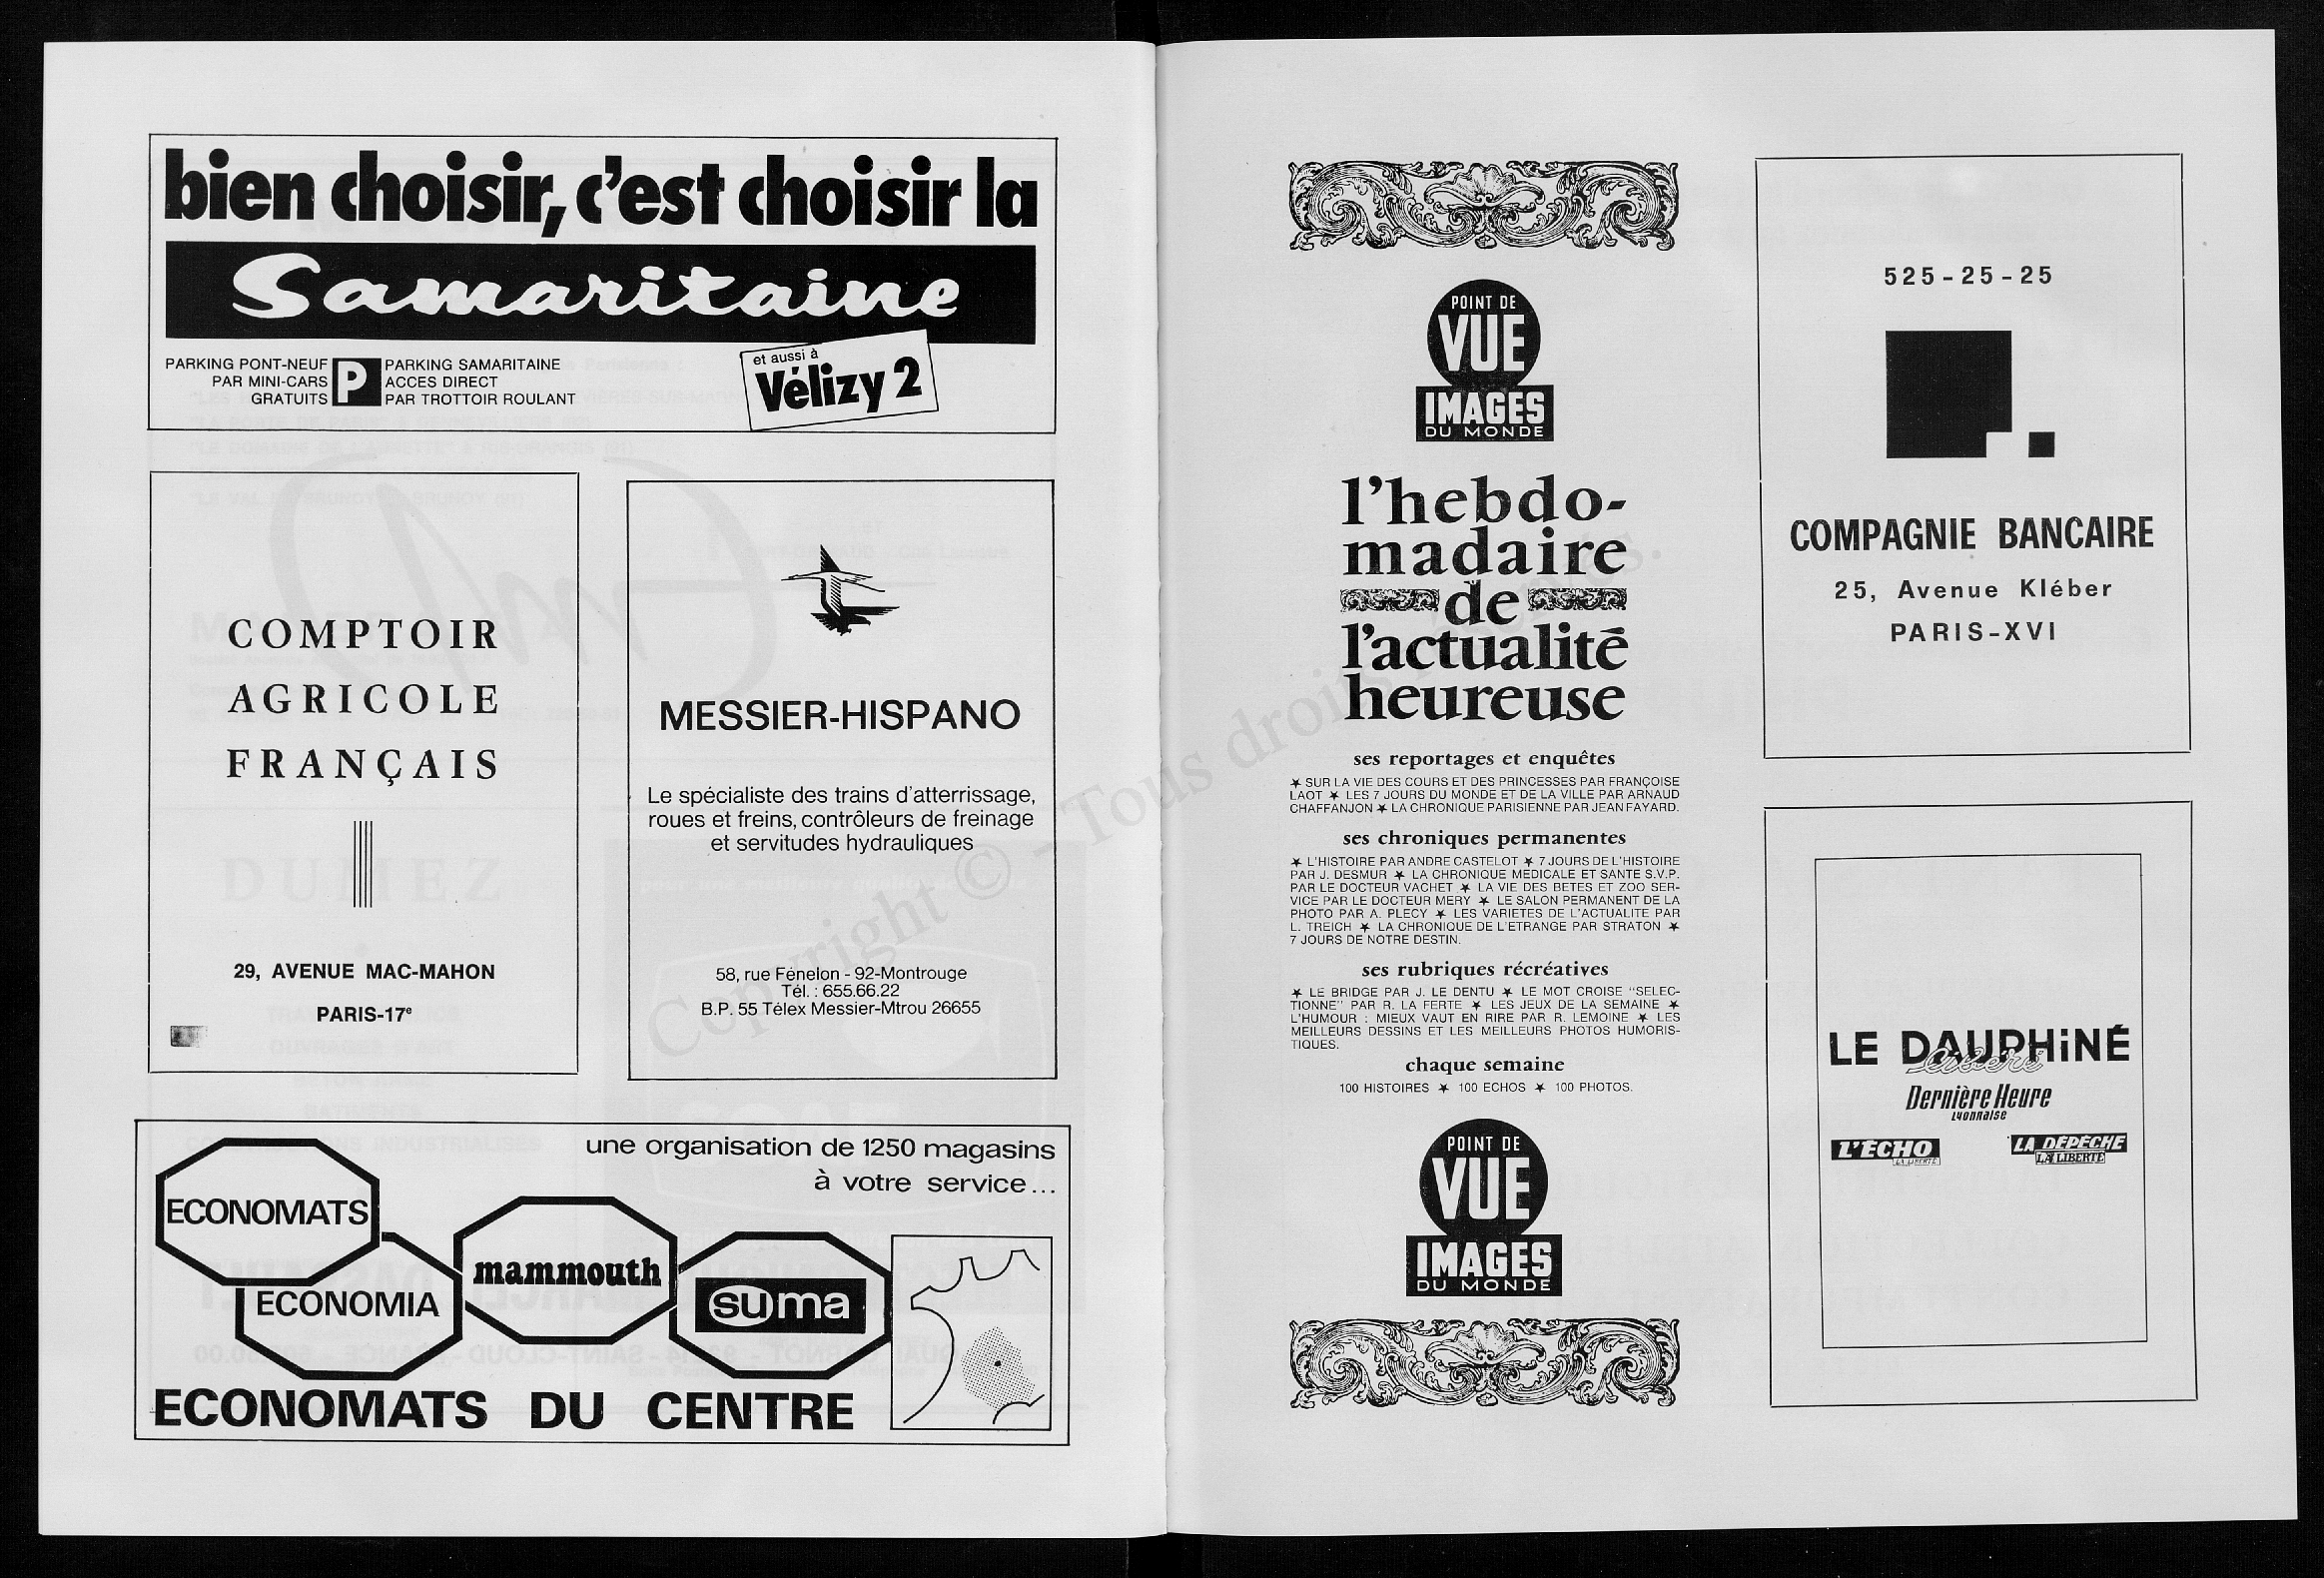 bien choisir, c'est choisir la
Samaritaine
PARKING PONT-NEUF
PAR MINI-CARS
GRATUITS
P
PARKING SAMARITAINE
ACCES DIRECT
PAR TROTTOIR ROULANT
et aussi à
Vélizy 2
COMPTOIR
AGRICOLE
FRANÇAIS
29, AVENUE MAC-MAHON
PARIS-17e
MESSIER-HISPANO
Le spécialiste des trains d'atterrissage,
roues et freins, contrôleurs de freinage
et servitudes hydrauliques
58, rue Fénelon - 92-Montrouge
Tél. : 655.66.22
B.P. 55 Télex Messier-Mtrou 26655
une organisation de 1250 magasins
à votre service...
ECONOMATS
ECONOMIA
mammouth
suma
ECONOMATS DU CENTRE
POINT DE
VUE
IMAGES
DU MONDE
l'hebdo-
madaire
de
l'actualité
heureuse
ses reportages et enquêtes
★ SUR LA VIE DES COURS ET DES PRINCESSES PAR FRANÇOISE
LAOT ★ LES 7 JOURS DU MONDE ET DE LA VILLE PAR ARNAUD
CHAFFANJON ★ LA CHRONIQUE PARISIENNE PAR JEAN FAYARD.
ses chroniques permanentes
★ L'HISTOIRE PAR ANDRE CASTELOT ★ 7 JOURS DE L'HISTOIRE
PAR J. DESMUR ★ LA CHRONIQUE MEDICALE ET SANTE S.V.P.
PAR LE DOCTEUR VACHET ★ LA VIE DES BETES ET ZOO SER-
VICE PAR LE DOCTEUR MERY ★ LE SALON PERMANENT DE LA
PHOTO PAR A. PLECY ★ LES VARIETES DE L'ACTUALITE PAR
L. TREICH ★ LA CHRONIQUE DE L'ETRANGE PAR STRATON ★
7 JOURS DE NOTRE DESTIN.
ses rubriques récréatives
★ LE BRIDGE PAR J. LE DENTU ★ LE MOT CROISE "SELEC-
TIONNE" PAR R. LA FERTE ★ LES JEUX DE LA SEMAINE ★
L'HUMOUR : MIEUX VAUT EN RIRE PAR R. LEMOINE ★ LES
MEILLEURS DESSINS ET LES MEILLEURS PHOTOS HUMORIS-
TIQUES.
chaque semaine
100 HISTOIRES ★ 100 ECHOS ★ 100 PHOTOS.
POINT DE
VUE
IMAGES
DU MONDE
525-25-25
COMPAGNIE BANCAIRE
25, Avenue Kléber
PARIS-XVI
LE DAUPHiNÉ
Libéré
Dernière Heure
LYONNAISE
L'ÉCHO
LA LIBERTÉ
LA DÉPÊCHE
LA LIBERTÉ
Copyright © - Tous droits